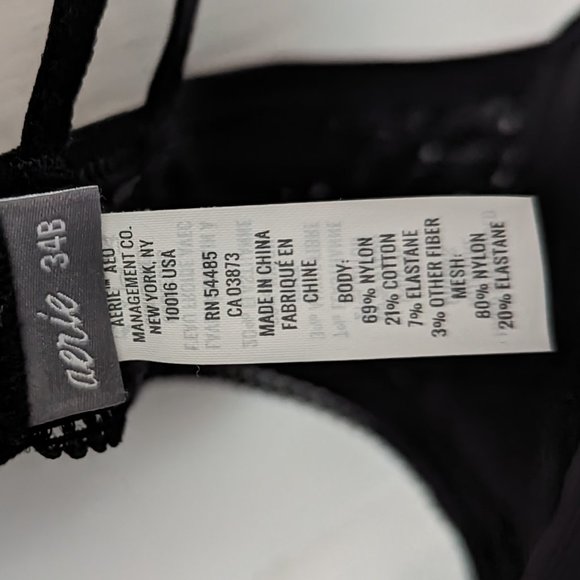 aerie 34B
AERIE™ AEO
MANAGEMENT CO.
NEW YORK, NY
10016 USA
RN 54485
CA 03873
MADE IN CHINA
FABRIQUÉ EN
CHINE
BODY:
69% NYLON
21% COTTON
7% ELASTANE
3% OTHER FIBER
MESH:
80% NYLON
20% ELASTANE